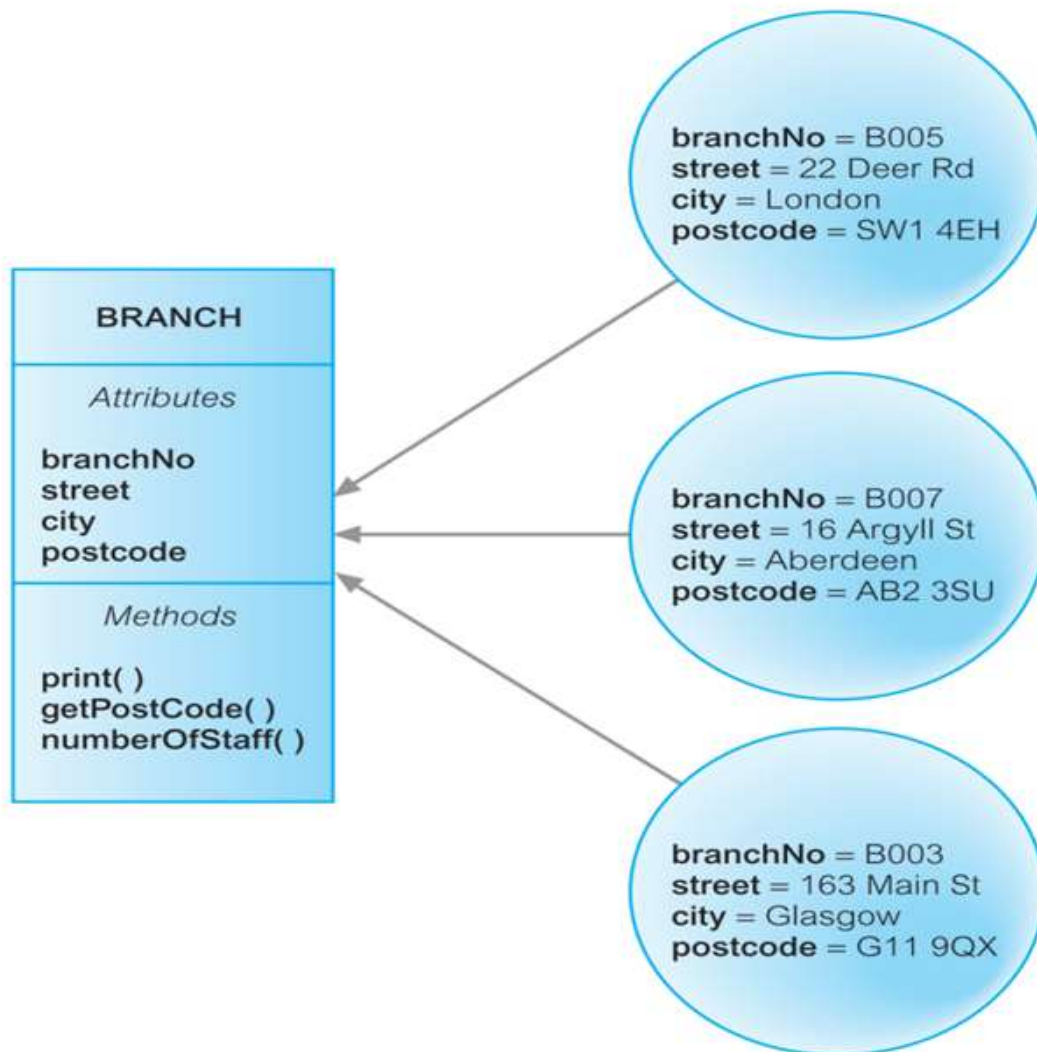 BRANCH
Attributes
branchNo
street
city
postcode
Methods
print( )
getPostCode( )
numberOfStaff( )
branchNo = B005
street = 22 Deer Rd
city = London
postcode = SW1 4EH
branchNo = B007
street = 16 Argyll St
city = Aberdeen
postcode = AB2 3SU
branchNo = B003
street = 163 Main St
city = Glasgow
postcode = G11 9QX